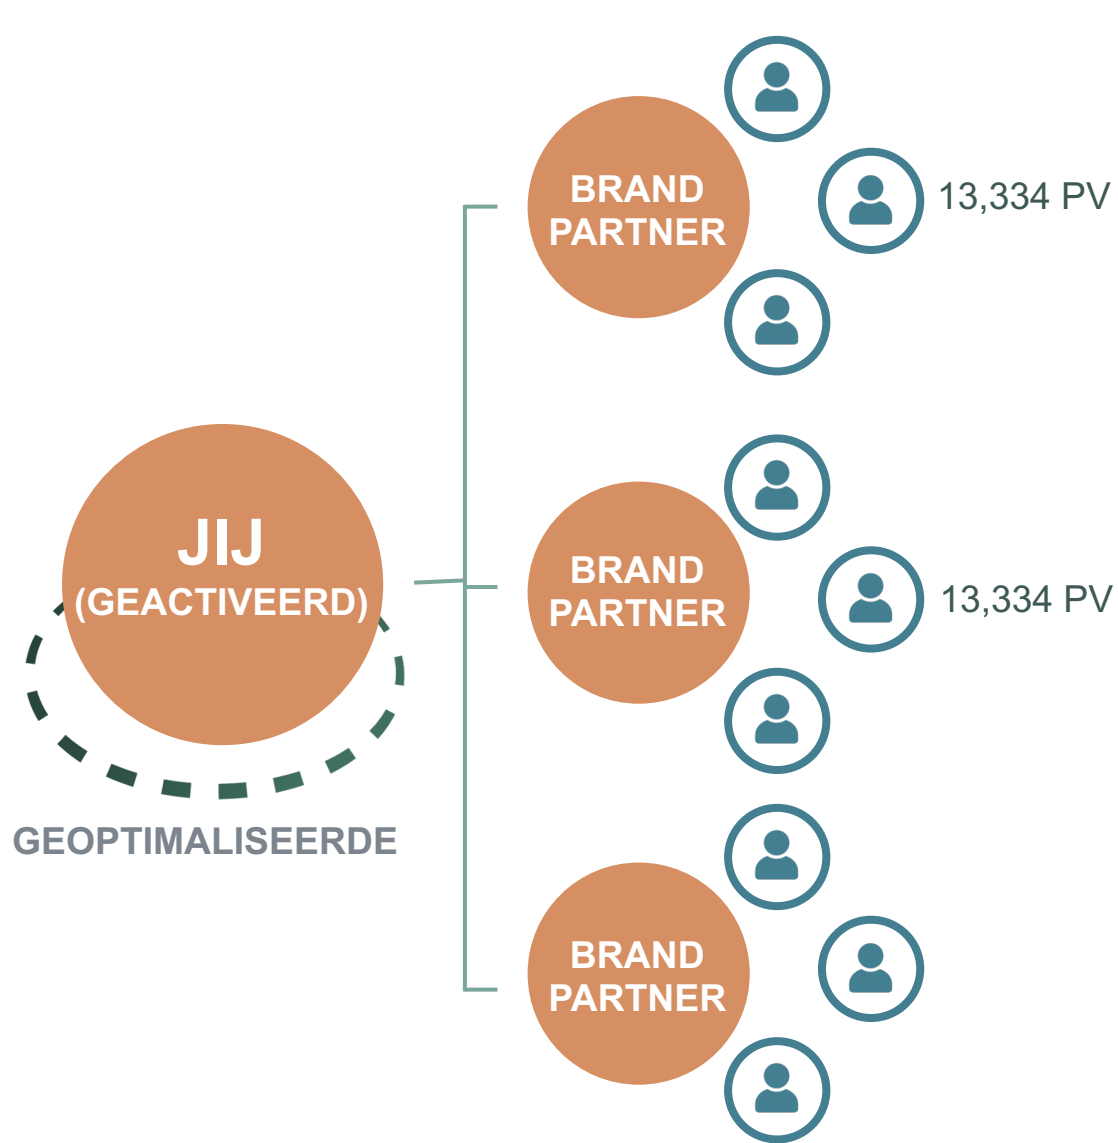 BRAND
PARTNER
13,334 PV
JIJ
(GEACTIVEERD)
BRAND
PARTNER
13,334 PV
GEOPTIMALISEERDE
BRAND
PARTNER